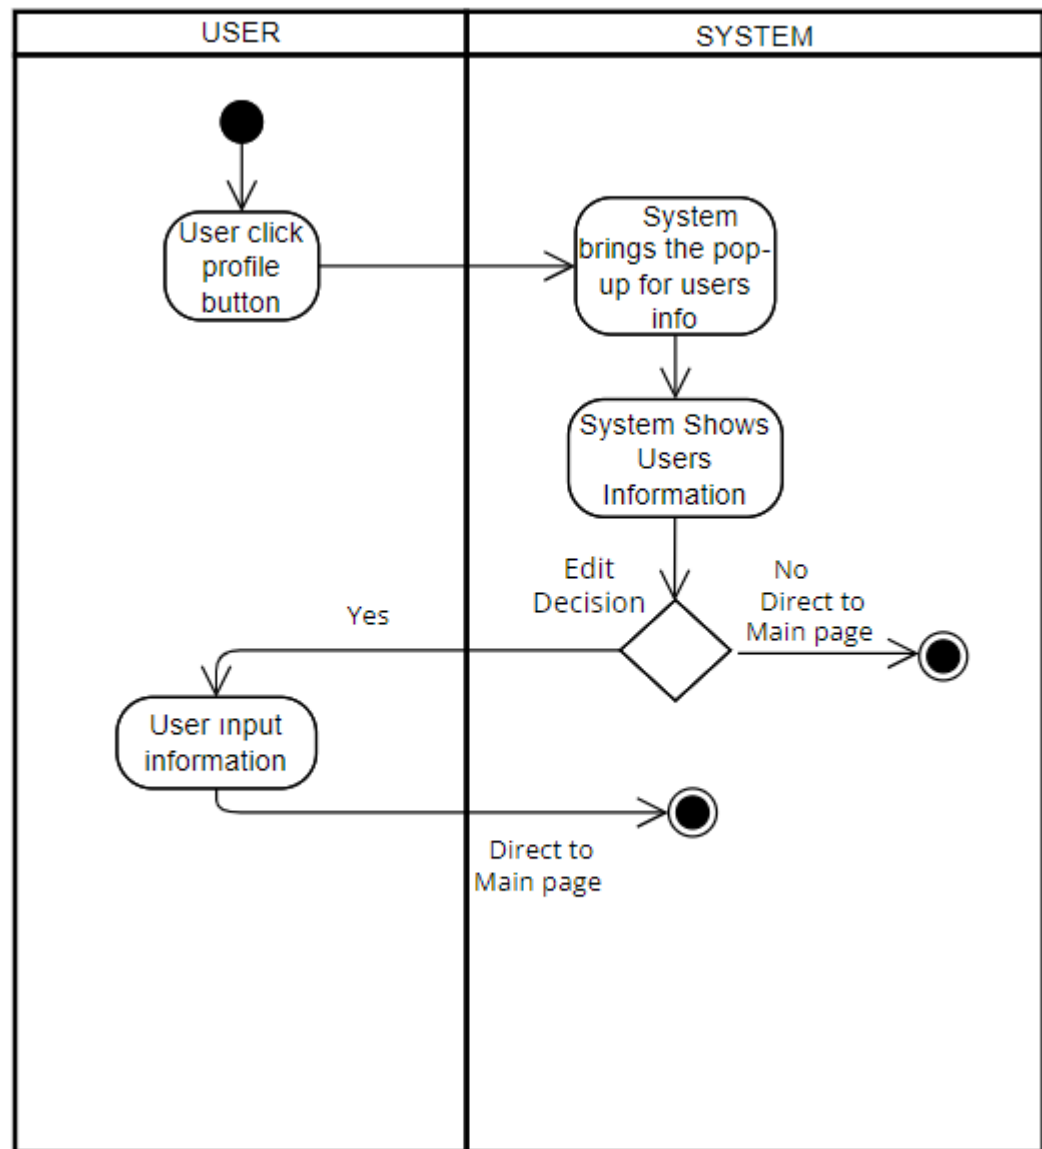 USER
SYSTEM
User click
profile
button
System
brings the pop-
up for users
info
System Shows
Users
Information
Edit
Decision
No
Direct to
Main page
Yes
User ınput
information
Direct to
Main page